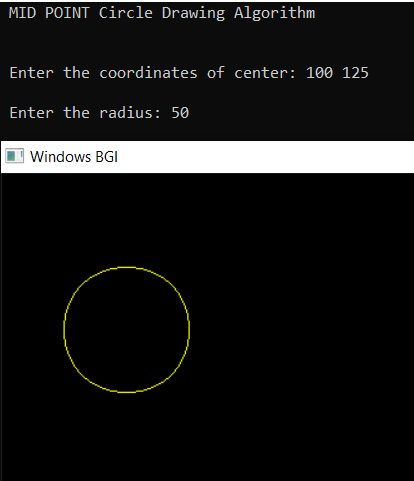 MID POINT Circle Drawing Algorithm
Enter the coordinates of center: 100 125
Enter the radius: 50
Windows BGI